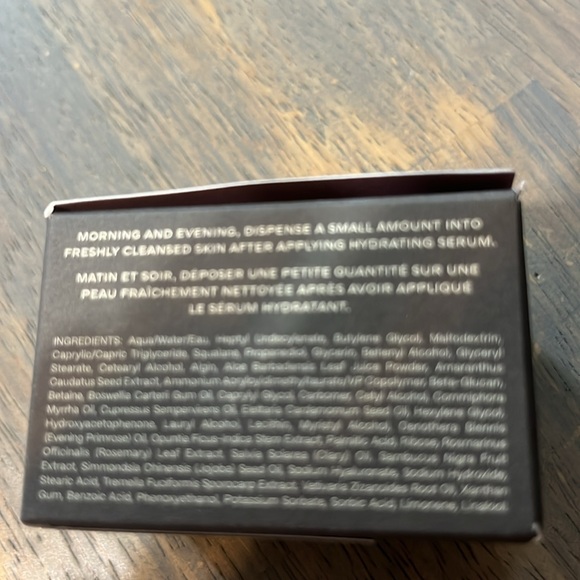 MORNING AND EVENING, DISPENSE A SMALL AMOUNT INTO
FRESHLY CLEANSED SKIN AFTER APPLYING HYDRATING SERUM.
MATIN ET SOIR, DÉPOSER UNE PETITE QUANTITÉ SUR UNE
PEAU FRAÎCHEMENT NETTOYÉE APRÈS AVOIR APPLIQUÉ
LE SÉRUM HYDRATANT.
INGREDIENTS: Aqua/Water/Eau, Heptyl Undecylenate, Butylene Glycol, Maltodextrin,
Caprylic/Capric Triglyceride, Squalane, Propanediol, Glycerin, Behenyl Alcohol, Glyceryl
Stearate, Cetearyl Alcohol, Algin, Aloe Barbadensis Leaf Juice Powder, Amaranthus
Caudatus Seed Extract, Ammonium Acryloyldimethyltaurate/VP Copolymer, Beta-Glucan,
Betaine, Boswellia Carterii Gum Oil, Caprylyl Glycol, Carbomer, Cetyl Alcohol, Commiphora
Myrrha Oil, Cupressus Sempervirens Oil, Elettaria Cardamomum Seed Oil, Hexylene Glycol,
Hydroxyacetophenone, Lauryl Alcohol, Lecithin, Myristyl Alcohol, Oenothera Biennis
(Evening Primrose) Oil, Opuntia Ficus-Indica Stem Extract, Palmitic Acid, Ribose, Rosmarinus
Officinalis (Rosemary) Leaf Extract, Salvia Sclarea (Clary) Oil, Sambucus Nigra Fruit
Extract, Simmondsia Chinensis (Jojoba) Seed Oil, Sodium Hyaluronate, Sodium Hydroxide,
Stearic Acid, Tremella Fuciformis Sporocarp Extract, Vetiveria Zizanoides Root Oil, Xanthan
Gum, Benzoic Acid, Phenoxyethanol, Potassium Sorbate, Sorbic Acid, Limonene, Linalool